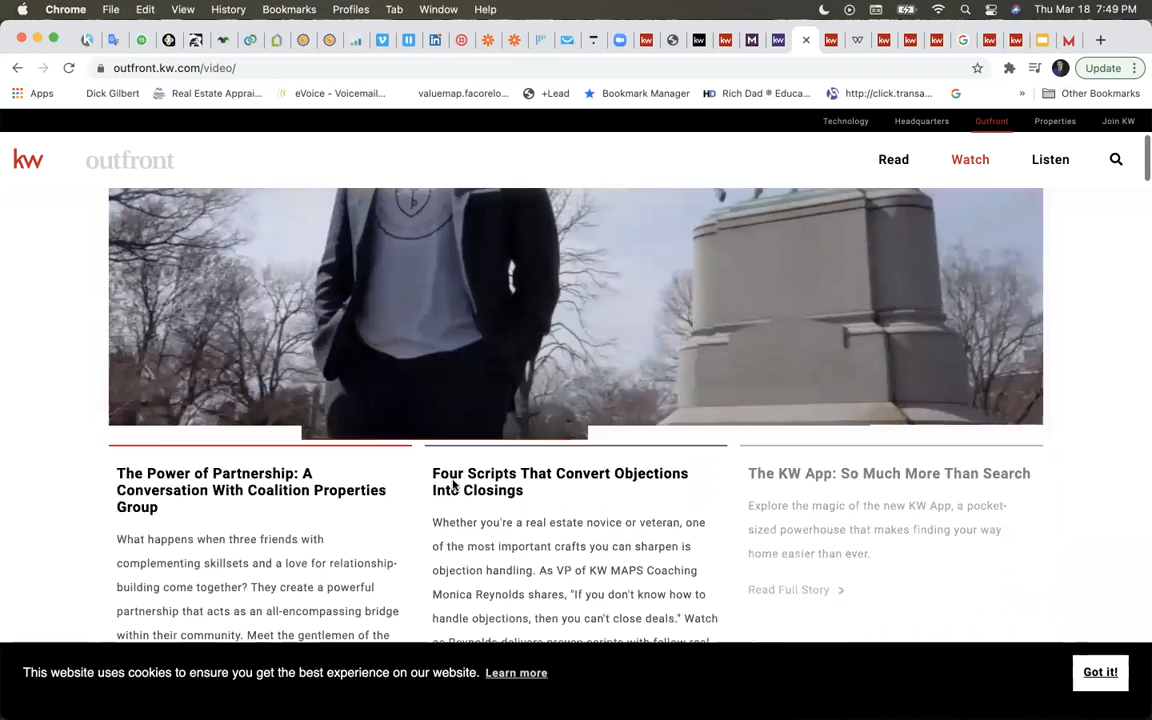 Chrome File Edit View History Bookmarks Profiles Tab Window Help Thu Mar 18 7:49 PM
outfront.kw.com/video/ Update
Apps Dick Gilbert Real Estate Apprai... eVoice - Voicemail... valuemap.facorelo... +Lead Bookmark Manager HD Rich Dad ® Educa... http://click.transa... G » Other Bookmarks
Technology Headquarters Outfront Properties Join KW
kw outfront Read Watch Listen
The Power of Partnership: A
Conversation With Coalition Properties
Group
What happens when three friends with
complementing skillsets and a love for relationship-
building come together? They create a powerful
partnership that acts as an all-encompassing bridge
within their community. Meet the gentlemen of the
Four Scripts That Convert Objections
Into Closings
Whether you're a real estate novice or veteran, one
of the most important crafts you can sharpen is
objection handling. As VP of KW MAPS Coaching
Monica Reynolds shares, "If you don't know how to
handle objections, then you can't close deals." Watch
as Reynolds delivers proven scripts with fellow real
The KW App: So Much More Than Search
Explore the magic of the new KW App, a pocket-
sized powerhouse that makes finding your way
home easier than ever.
Read Full Story >
This website uses cookies to ensure you get the best experience on our website. Learn more Got it!